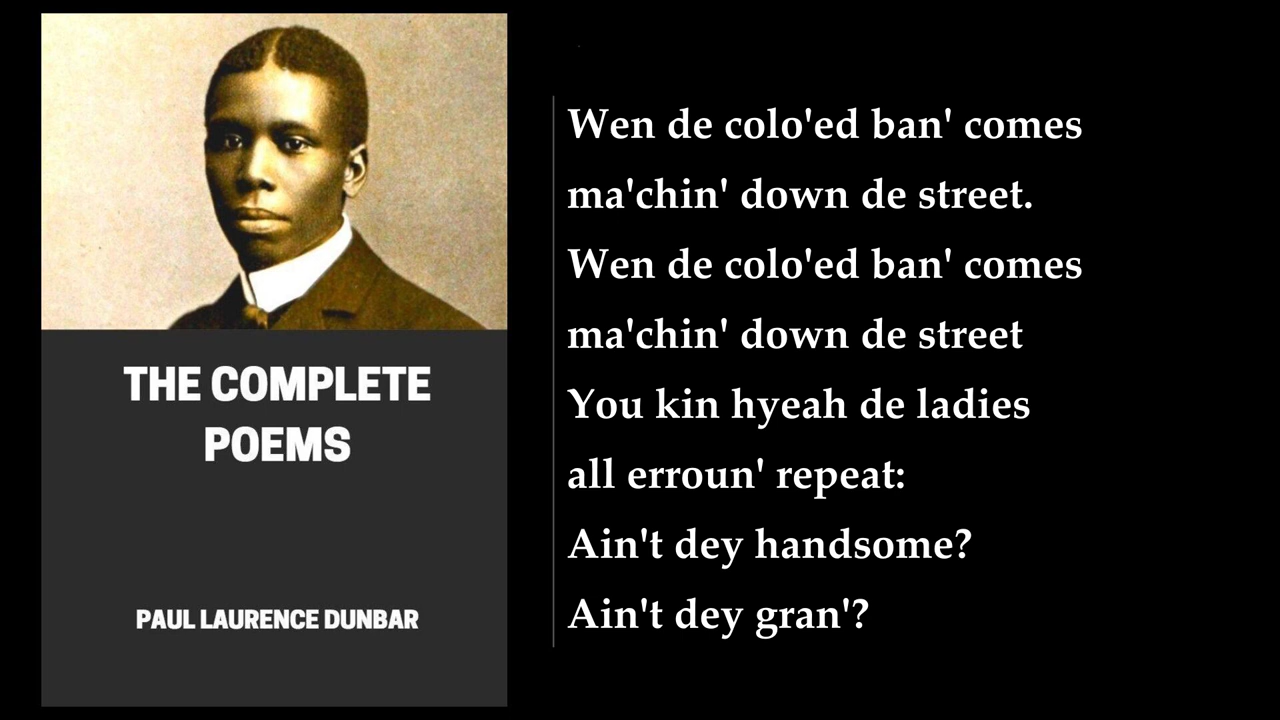 THE COMPLETE
POEMS
PAUL LAURENCE DUNBAR
Wen de colo'ed ban' comes
ma'chin' down de street.
Wen de colo'ed ban' comes
ma'chin' down de street
You kin hyeah de ladies
all erroun' repeat:
Ain't dey handsome?
Ain't dey gran'?